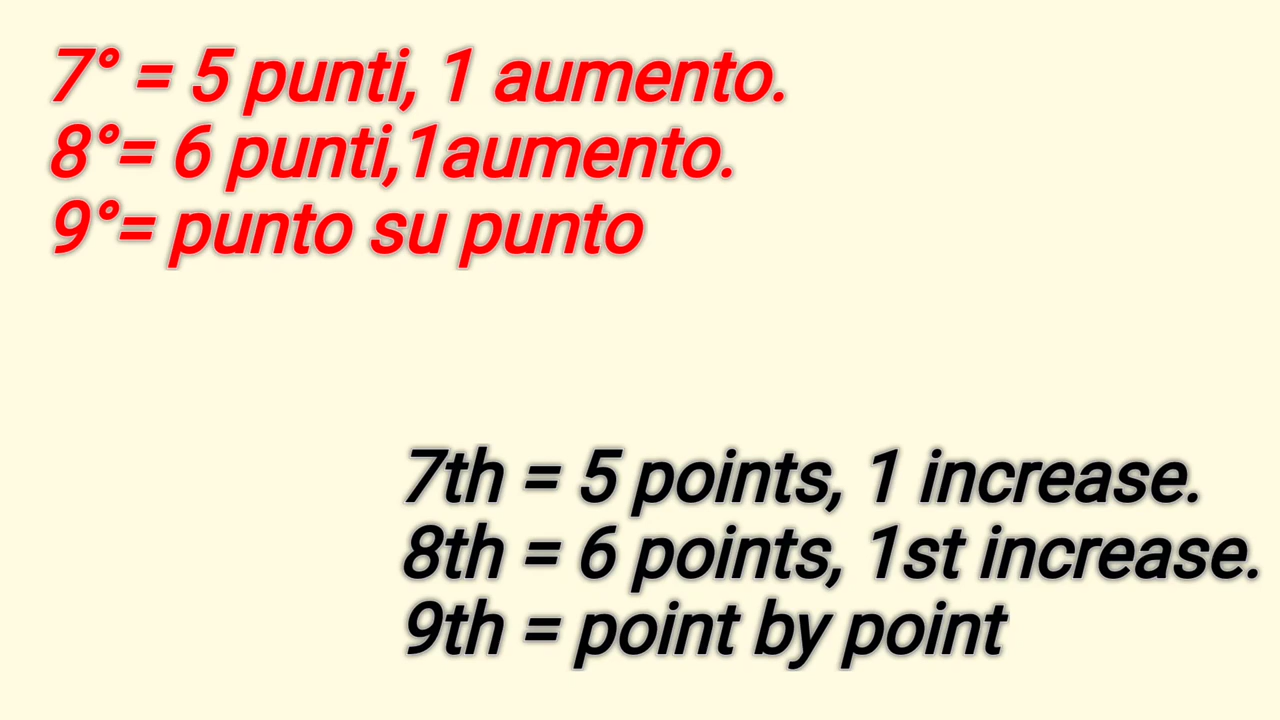 7° = 5 punti, 1 aumento.
8°= 6 punti,1aumento.
9°= punto su punto
7th = 5 points, 1 increase.
8th = 6 points, 1st increase.
9th = point by point